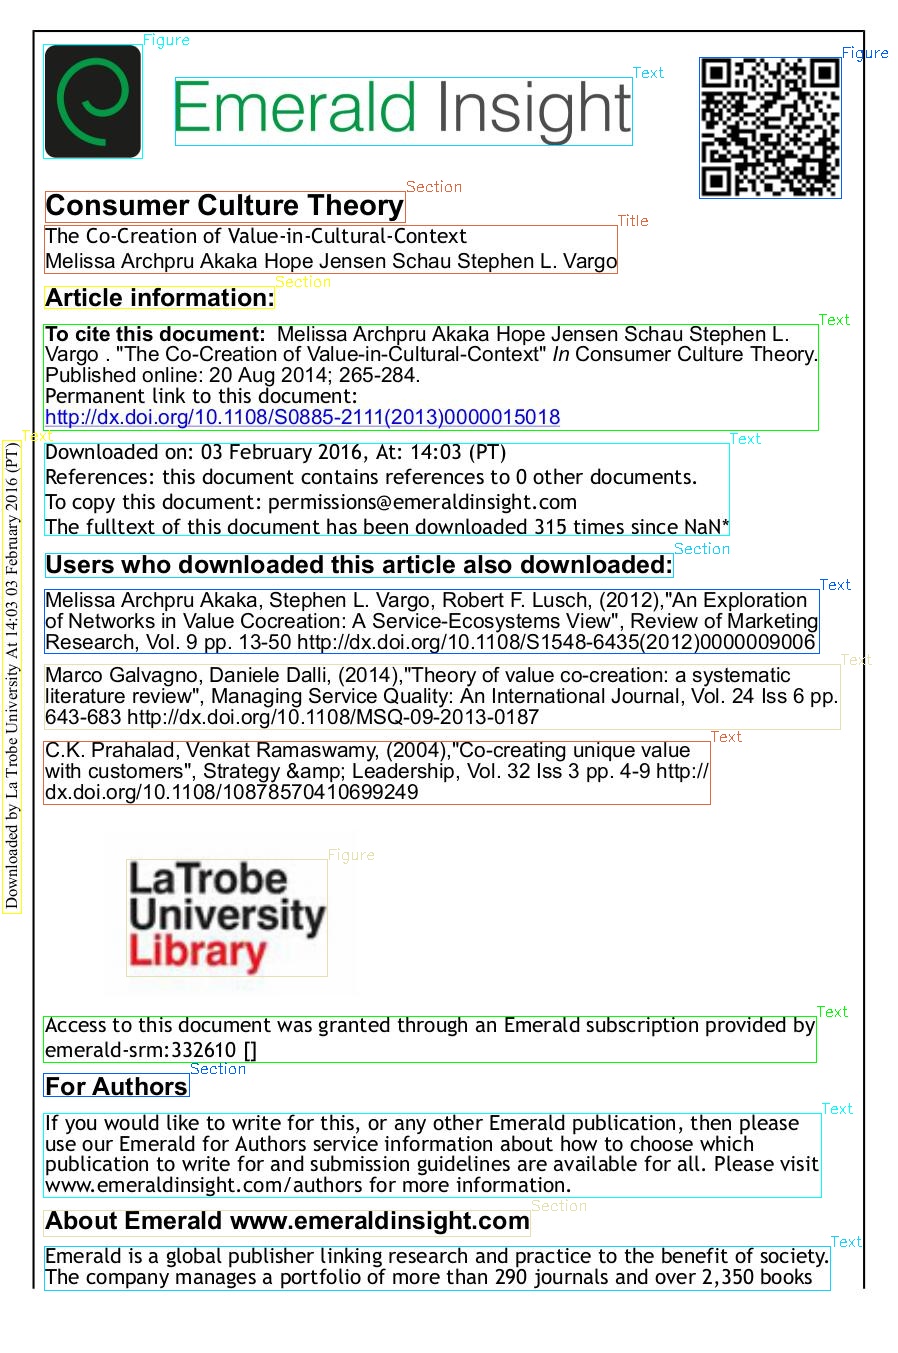 Figure
Figure
Text
Emerald Insight
Section
Consumer Culture Theory
Title
The Co-Creation of Value-in-Cultural-Context
Melissa Archpru Akaka Hope Jensen Schau Stephen L. Vargo
Section
Article information:
Text
To cite this document: Melissa Archpru Akaka Hope Jensen Schau Stephen L.
Vargo . "The Co-Creation of Value-in-Cultural-Context" In Consumer Culture Theory.
Published online: 20 Aug 2014; 265-284.
Permanent link to this document:
http://dx.doi.org/10.1108/S0885-2111(2013)0000015018
Text
Downloaded by La Trobe University At 14:03 03 February 2016 (PT)
Text
Downloaded on: 03 February 2016, At: 14:03 (PT)
References: this document contains references to 0 other documents.
To copy this document: permissions@emeraldinsight.com
The fulltext of this document has been downloaded 315 times since NaN*
Section
Users who downloaded this article also downloaded:
Text
Melissa Archpru Akaka, Stephen L. Vargo, Robert F. Lusch, (2012),"An Exploration
of Networks in Value Cocreation: A Service-Ecosystems View", Review of Marketing
Research, Vol. 9 pp. 13-50 http://dx.doi.org/10.1108/S1548-6435(2012)0000009006
Text
Marco Galvagno, Daniele Dalli, (2014),"Theory of value co-creation: a systematic
literature review", Managing Service Quality: An International Journal, Vol. 24 Iss 6 pp.
643-683 http://dx.doi.org/10.1108/MSQ-09-2013-0187
Text
C.K. Prahalad, Venkat Ramaswamy, (2004),"Co-creating unique value
with customers", Strategy &amp; Leadership, Vol. 32 Iss 3 pp. 4-9 http://
dx.doi.org/10.1108/10878570410699249
Figure
LaTrobe
University
Library
Text
Access to this document was granted through an Emerald subscription provided by
emerald-srm:332610 []
Section
For Authors
Text
If you would like to write for this, or any other Emerald publication, then please
use our Emerald for Authors service information about how to choose which
publication to write for and submission guidelines are available for all. Please visit
www.emeraldinsight.com/authors for more information.
Section
About Emerald www.emeraldinsight.com
Text
Emerald is a global publisher linking research and practice to the benefit of society.
The company manages a portfolio of more than 290 journals and over 2,350 books